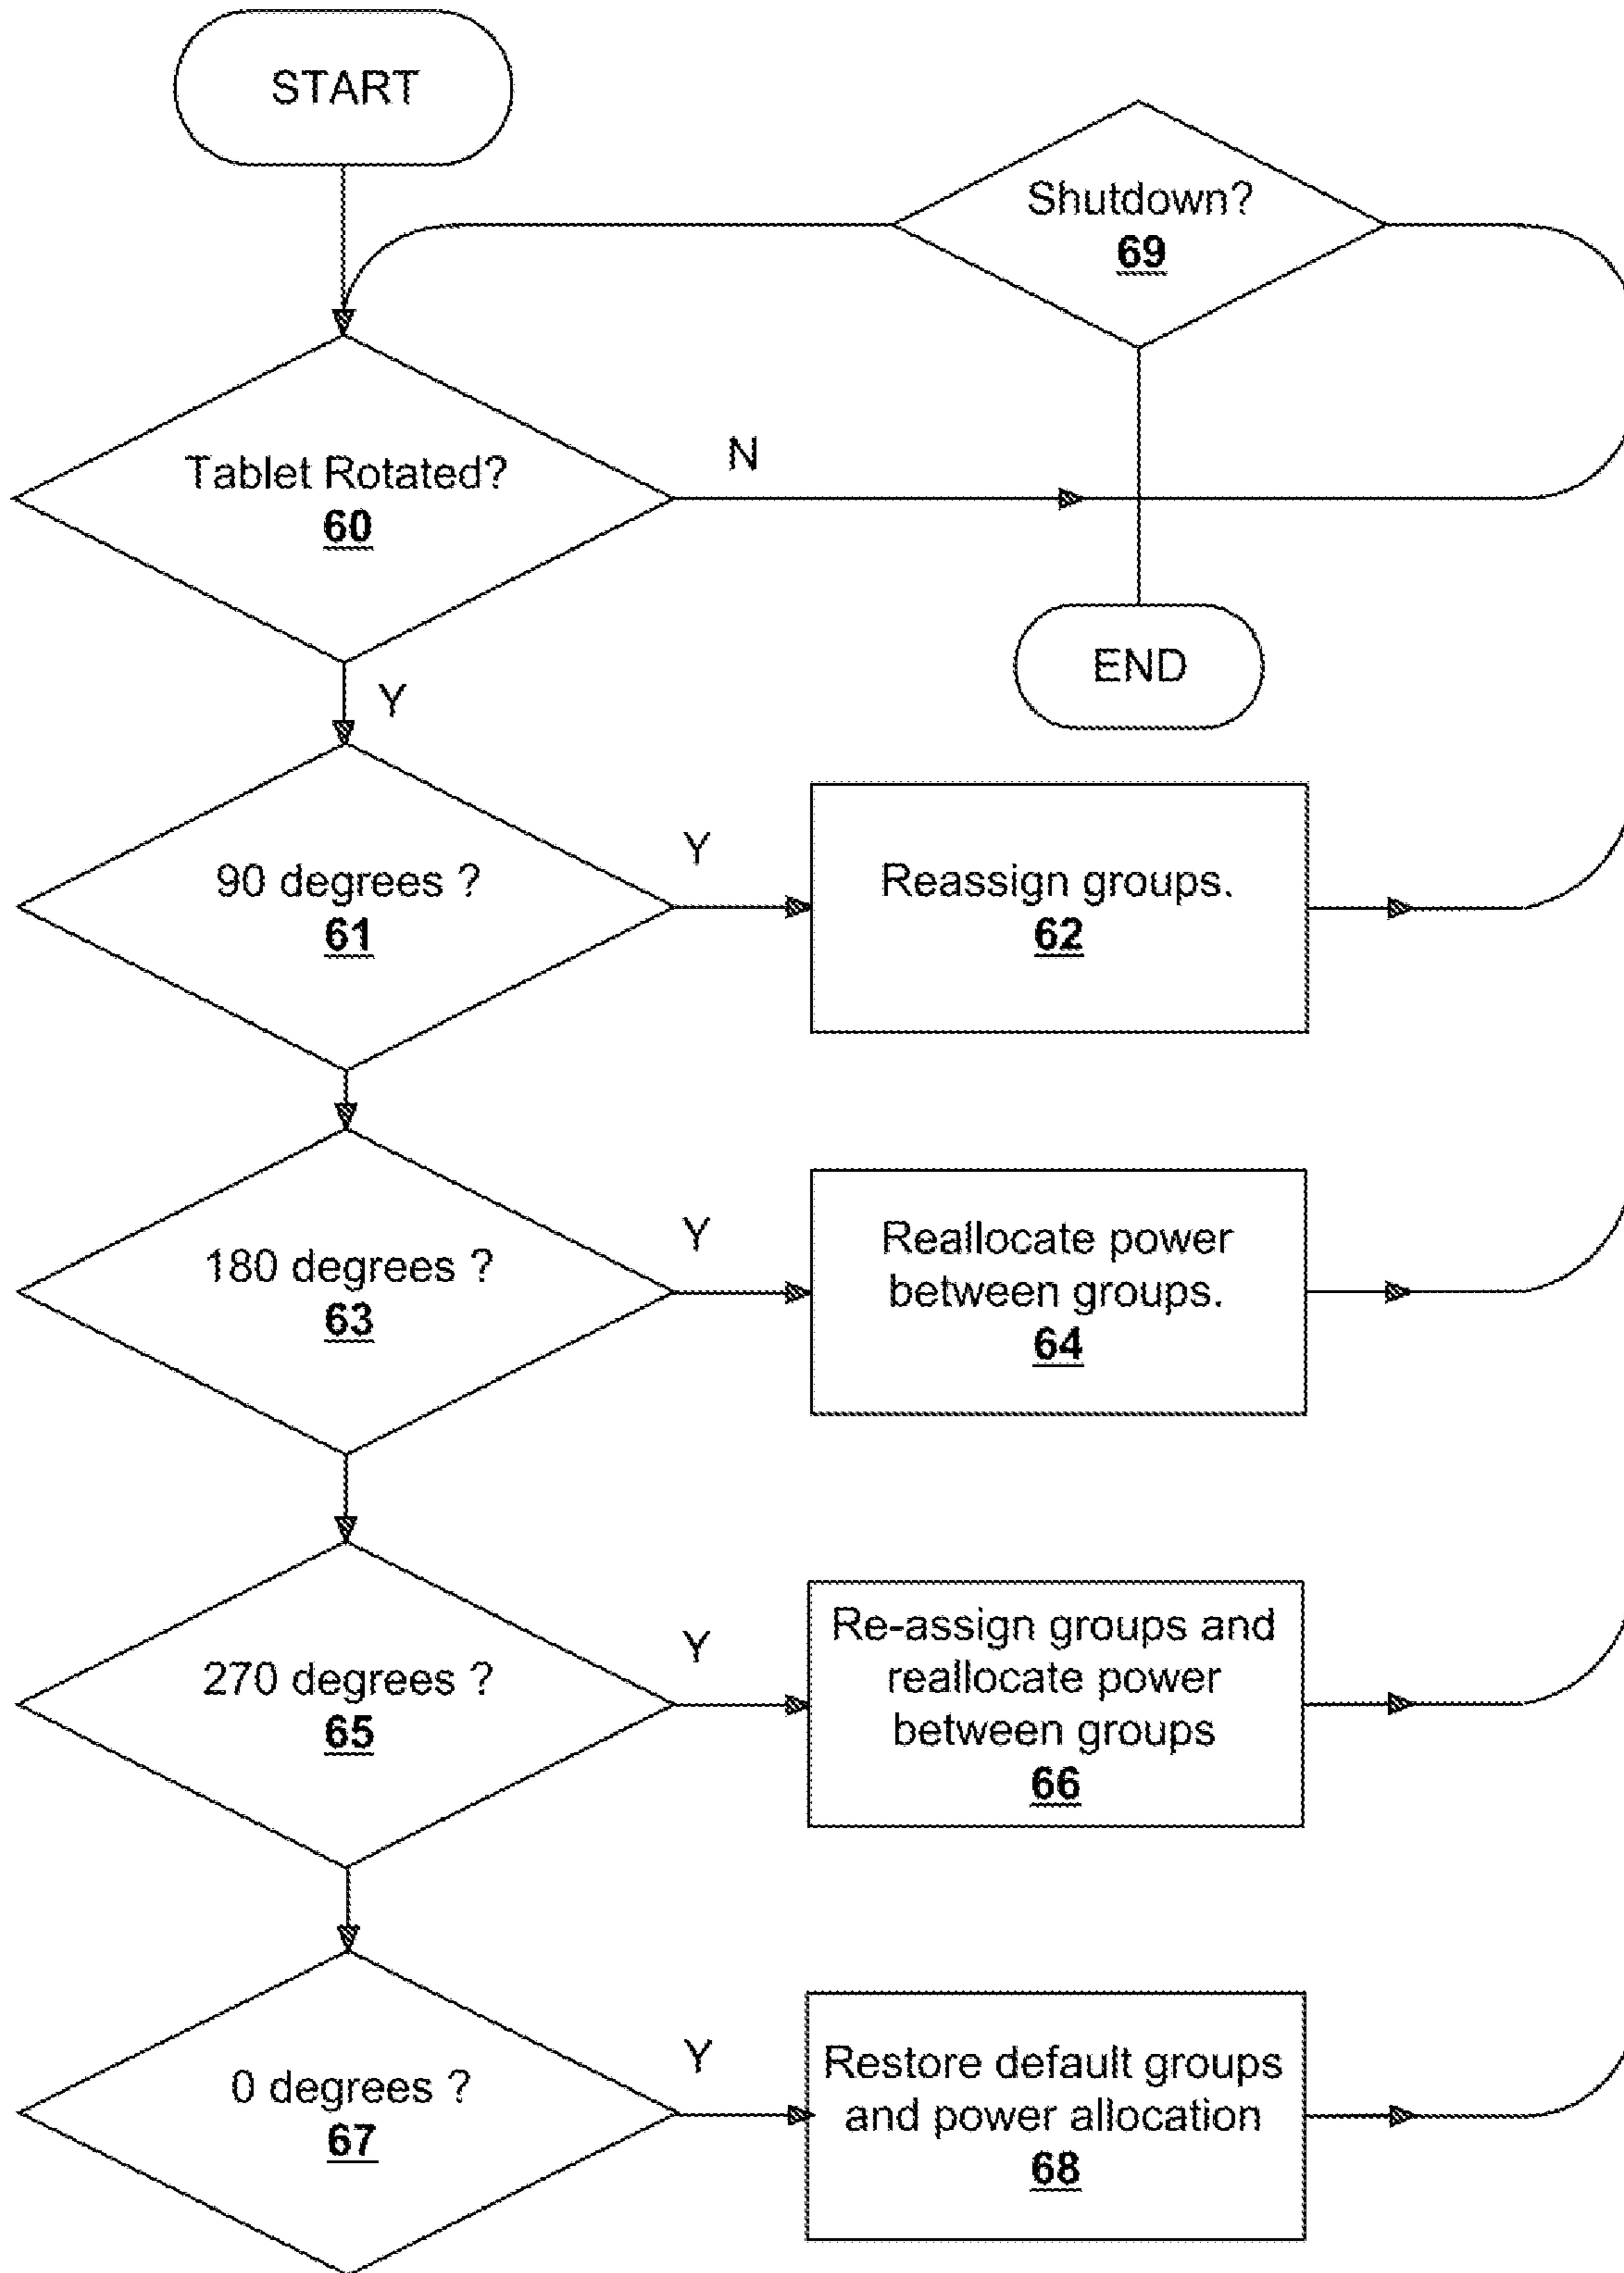 START
Shutdown?
69
Tablet Rotated?
60
N
Y
END
90 degrees ?
61
Y
Reassign groups.
62
180 degrees ?
63
Y
Reallocate power
between groups.
64
270 degrees ?
65
Y
Re-assign groups and
reallocate power
between groups
66
0 degrees ?
67
Y
Restore default groups
and power allocation
68